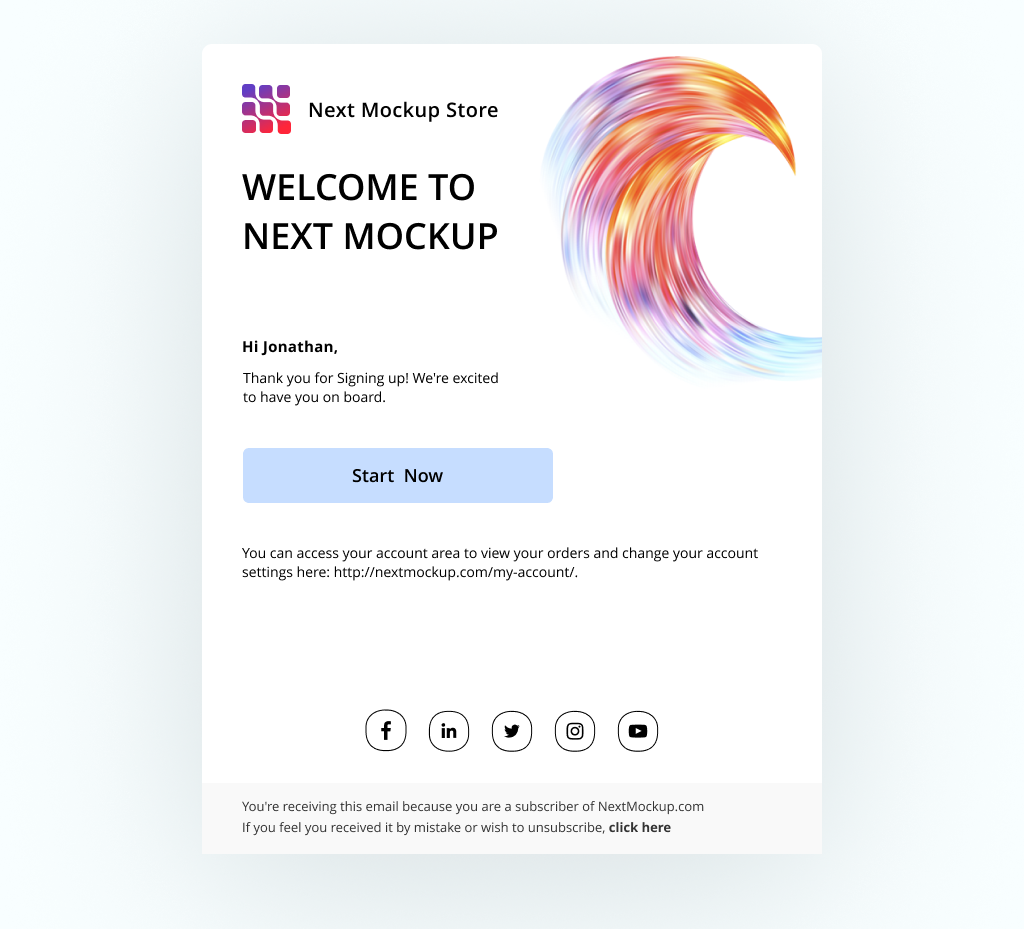 Next Mockup Store
WELCOME TO
NEXT MOCKUP
Hi Jonathan,
Thank you for Signing up! We're excited
to have you on board.
Start Now
You can access your account area to view your orders and change your account
settings here: http://nextmockup.com/my-account/.
You're receiving this email because you are a subscriber of NextMockup.com
If you feel you received it by mistake or wish to unsubscribe, click here